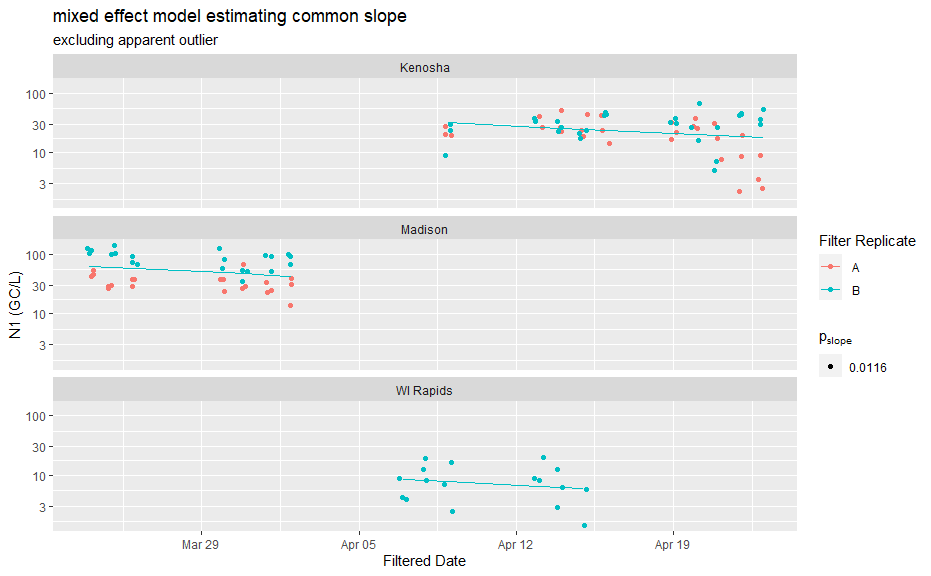 mixed effect model estimating common slope
excluding apparent outlier
Kenosha
100
30
10
3
Madison
100
30
10
3
WI Rapids
100
30
10
3
Mar 29 Apr 05 Apr 12 Apr 19
Filtered Date
N1 (GC/L)
Filter Replicate
A
B
pslope
0.0116